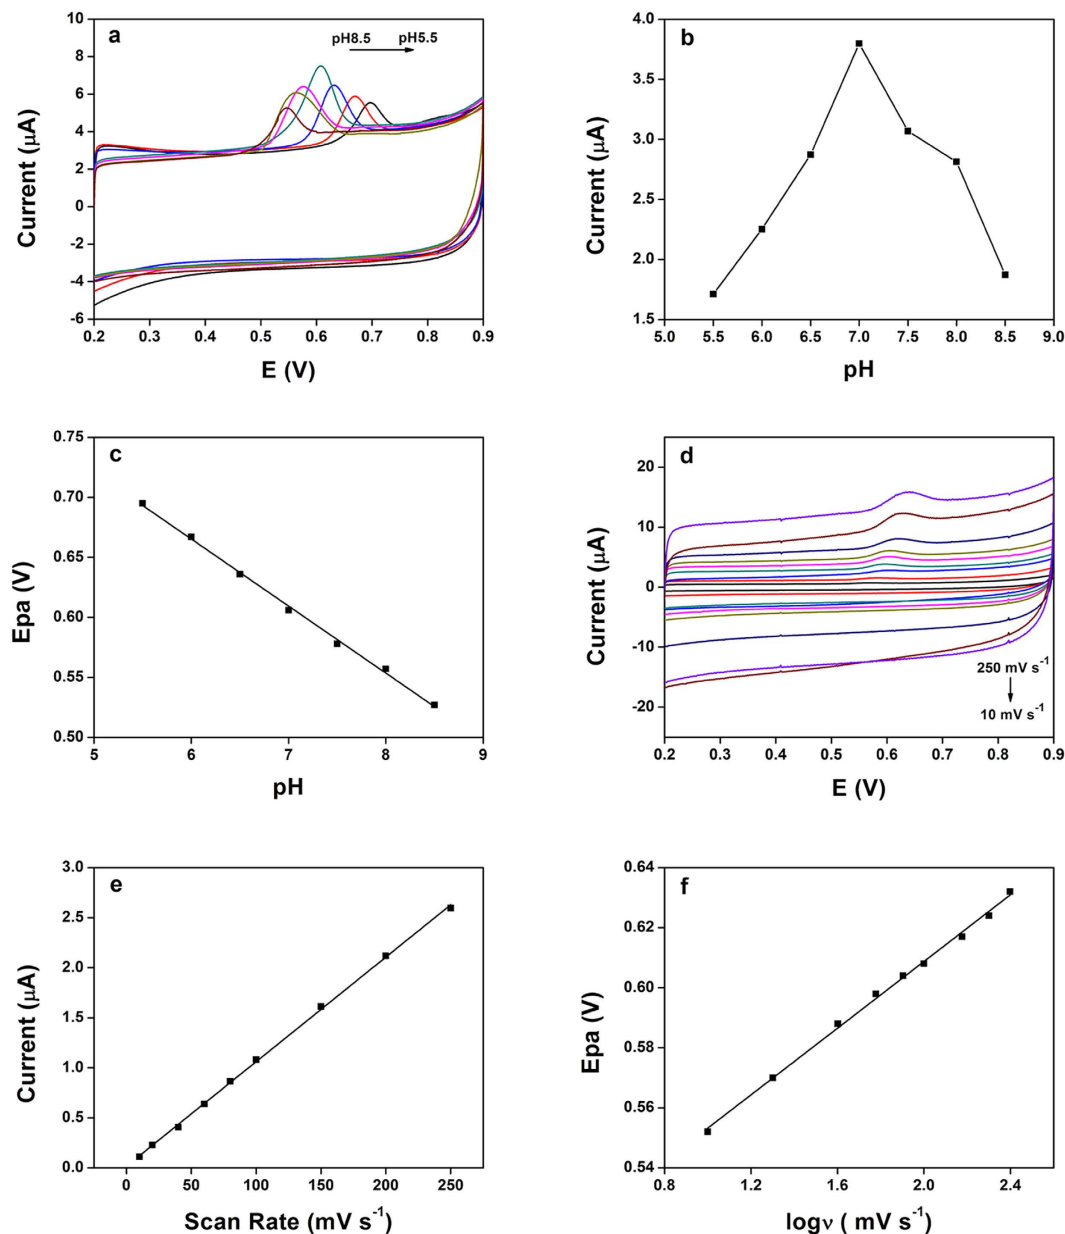 a
pH8.5 pH5.5
10
8
6
4
2
0
-2
-4
-6
0.2 0.3 0.4 0.5 0.6 0.7 0.8 0.9
Current (μA)
E (V)
b
4.0
3.5
3.0
2.5
2.0
1.5
5.0 5.5 6.0 6.5 7.0 7.5 8.0 8.5 9.0
Current (μA)
pH
c
0.75
0.70
0.65
0.60
0.55
0.50
5 6 7 8 9
Epa (V)
pH
d
20
10
0
-10
-20
0.2 0.3 0.4 0.5 0.6 0.7 0.8 0.9
250 mV s⁻¹
10 mV s⁻¹
Current (μA)
E (V)
e
3.0
2.5
2.0
1.5
1.0
0.5
0.0
0 50 100 150 200 250
Current (μA)
Scan Rate (mV s⁻¹)
f
0.64
0.62
0.60
0.58
0.56
0.54
0.8 1.2 1.6 2.0 2.4
Epa (V)
logν ( mV s⁻¹)